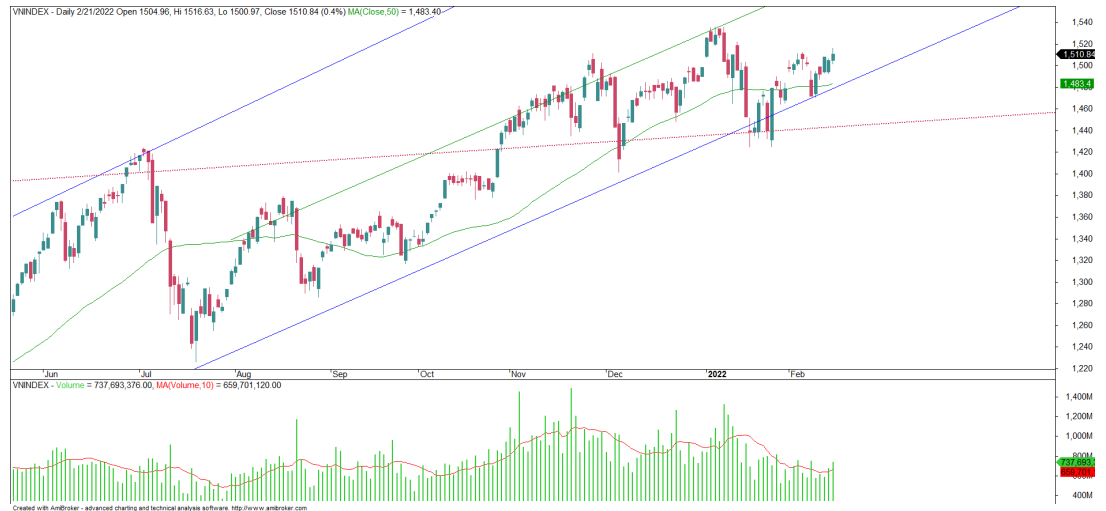 VNINDEX - Daily 2/21/2022 Open 1504.96, Hi 1516.63, Lo 1500.97, Close 1510.84 (0.4%) MA(Close,50) = 1,483.40
1,540
1,520
1 510.84
1,500
1 483.4
1,460
1,440
1,420
1,400
1,380
1,360
1,340
1,320
1,300
1,280
1,260
1,240
1,220
Jun Jul Aug Sep Oct Nov Dec 2022 Feb
VNINDEX - Volume = 737,693,376.00, MA(Volume,10) = 659,701,120.00
1,400M
1,200M
1,000M
800M
737,693,
659,701,
400M
Created with AmiBroker - advanced charting and technical analysis software. http://www.amibroker.com